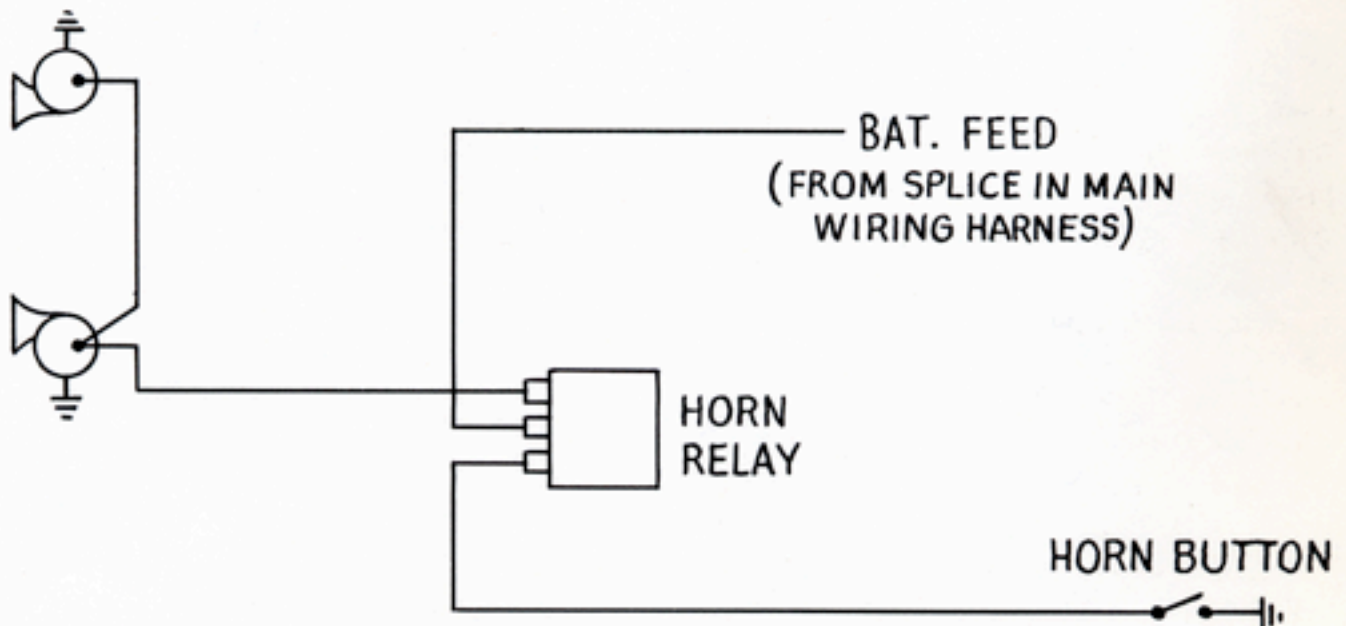 BAT. FEED
(FROM SPLICE IN MAIN
WIRING HARNESS)
HORN
RELAY
HORN BUTTON